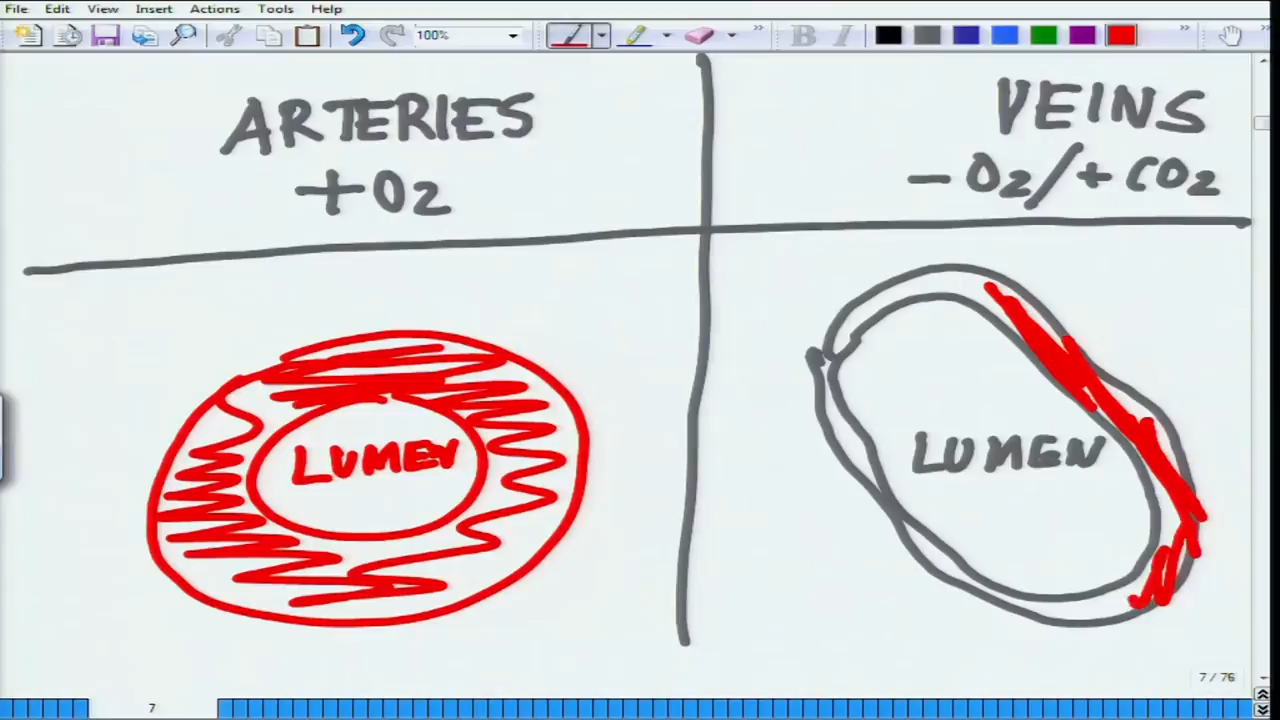 File Edit View Insert Actions Tools Help
100%
ARTERIES
+O2
VEINS
-O2/+CO2
LUMEN
LUMEN
7 / 76
7